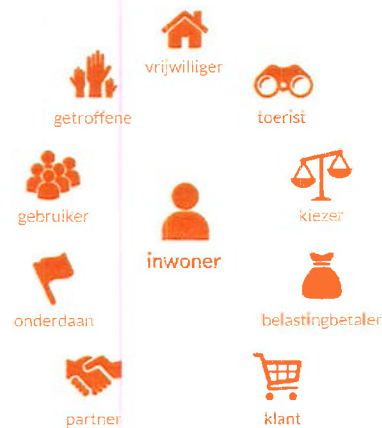 vrijwilliger
getroffene
toerist
gebruiker
kiezer
inwoner
onderdaan
belastingbetaler
partner
klant